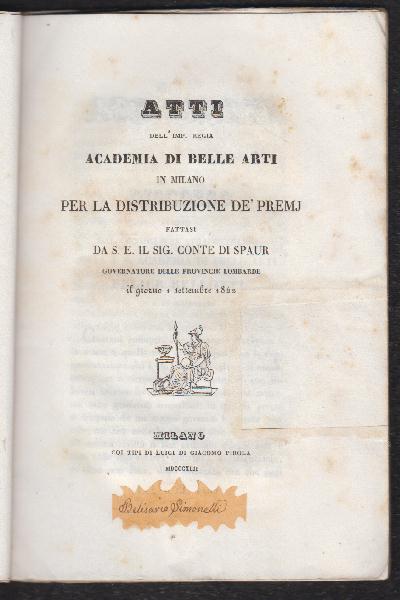 ATTI
DELL' IMP. REGIA
ACADEMIA DI BELLE ARTI
IN MILANO
PER LA DISTRIBUZIONE DE' PREMJ
FATTASI
DA S. E. IL SIG. CONTE DI SPAUR
GOVERNATORE DELLE PROVINCIE LOMBARDE
il giorno 1 settembre 1842
MILANO
COI TIPI DI LUIGI DI GIACOMO PIROLA
MDCCCXLII
Belisario Simonelli